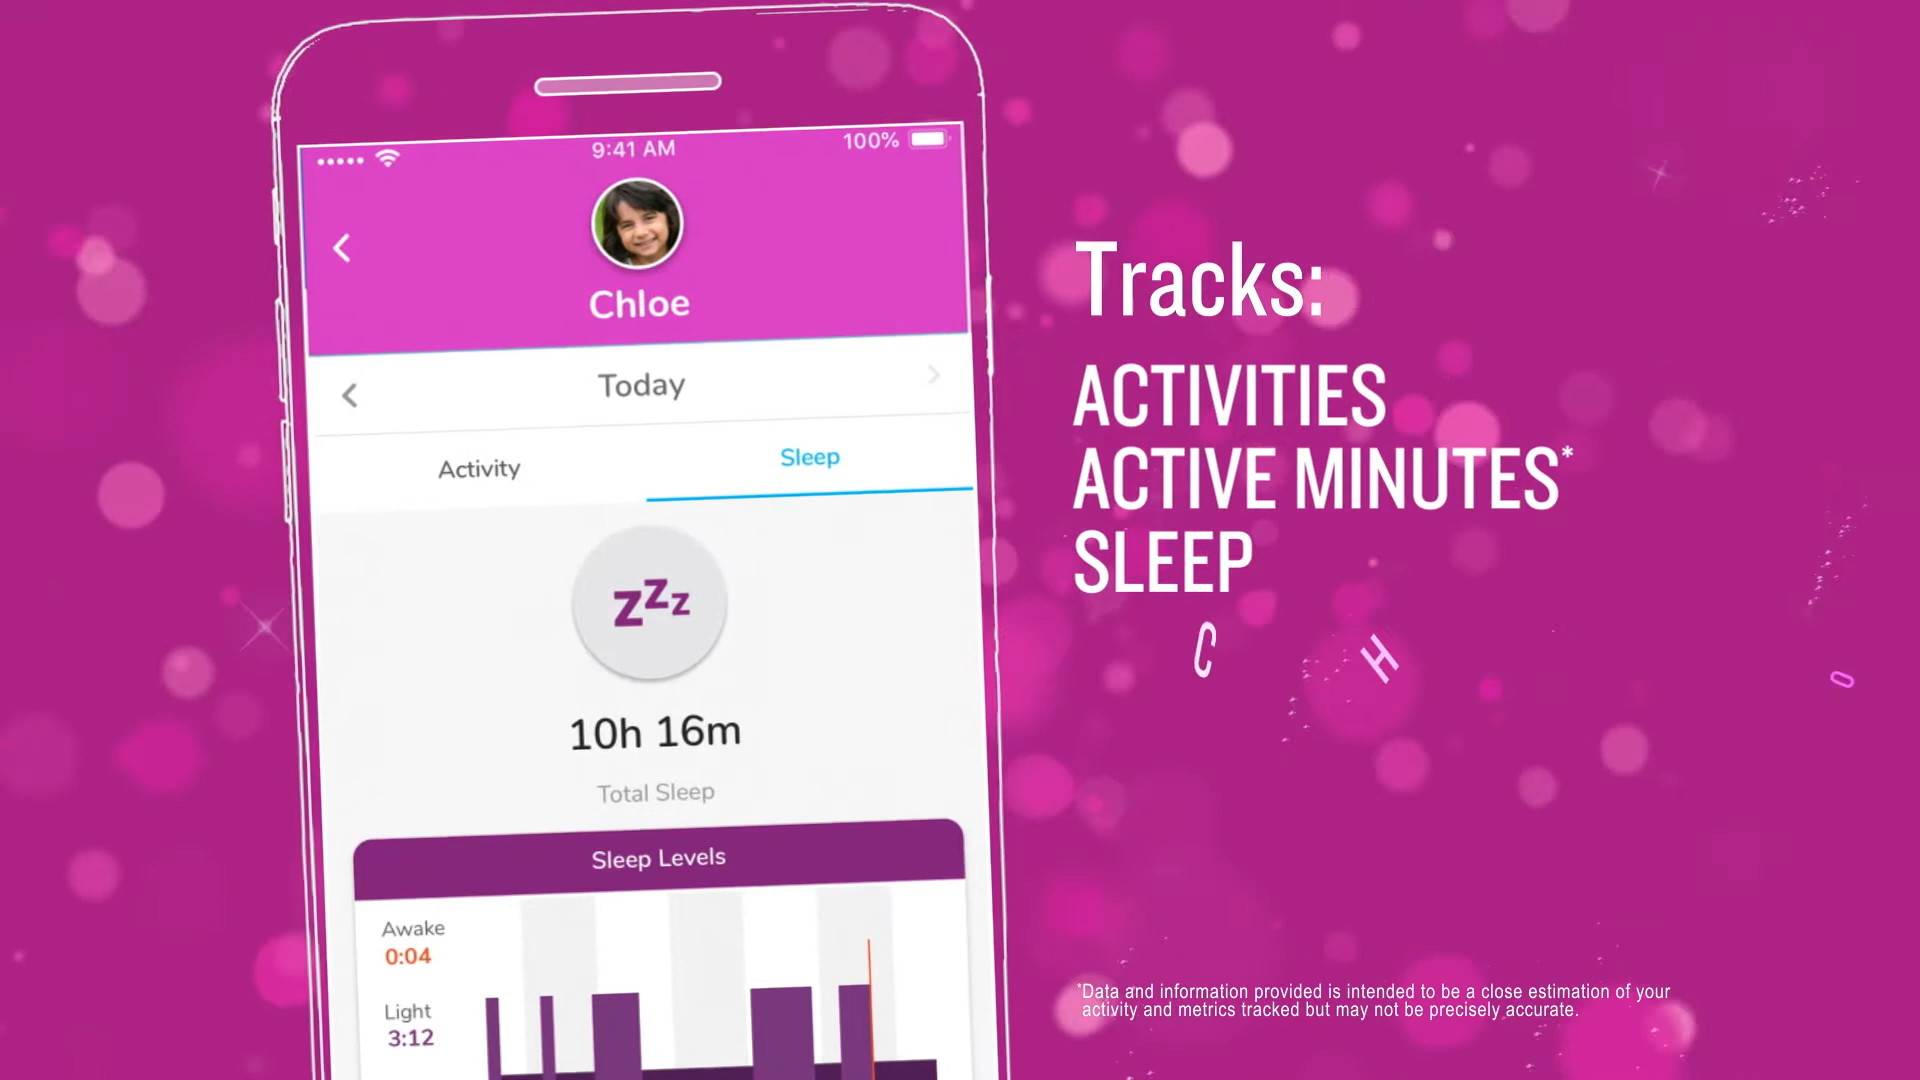 9:41 AM
100%
Chloe
Today
Activity
Sleep
zzz
10h 16m
Total Sleep
Sleep Levels
Awake
0:04
Light
3:12
Tracks:
ACTIVITIES
ACTIVE MINUTES*
SLEEP
C H O
*Data and information provided is intended to be a close estimation of your
activity and metrics tracked but may not be precisely accurate.